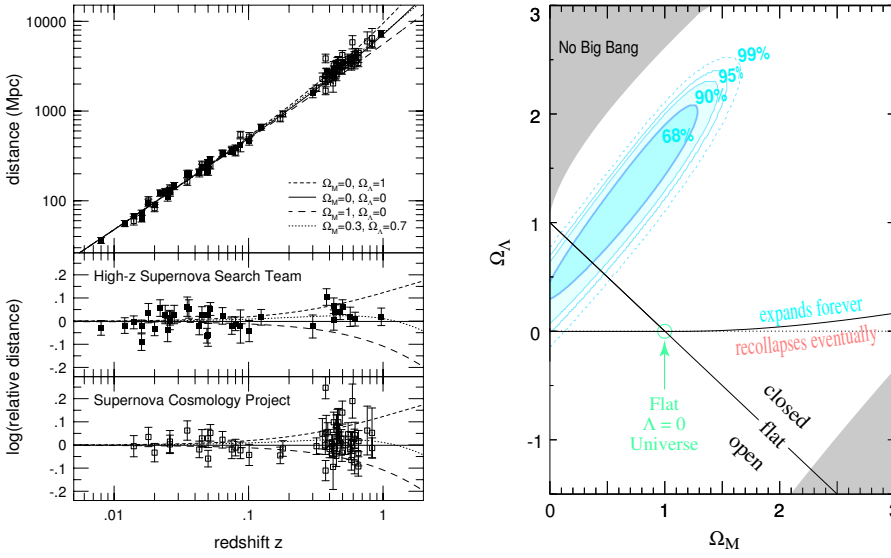 10000
1000
100
distance (Mpc)
Ω_M=0, Ω_Λ=1
Ω_M=0, Ω_Λ=0
Ω_M=1, Ω_Λ=0
Ω_M=0.3, Ω_Λ=0.7
High-z Supernova Search Team
.2
.1
0
-.1
-.2
log(relative distance)
Supernova Cosmology Project
.2
.1
0
-.1
-.2
.01
.1
1
redshift z
No Big Bang
99%
95%
90%
68%
3
2
1
0
-1
Ω_Λ
expands forever
recollapses eventually
Flat
Λ = 0
Universe
closed
flat
open
0
1
2
3
Ω_M